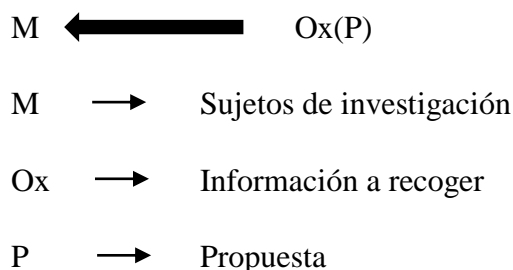 M Ox(P)
M Sujetos de investigación
Ox Información a recoger
P Propuesta